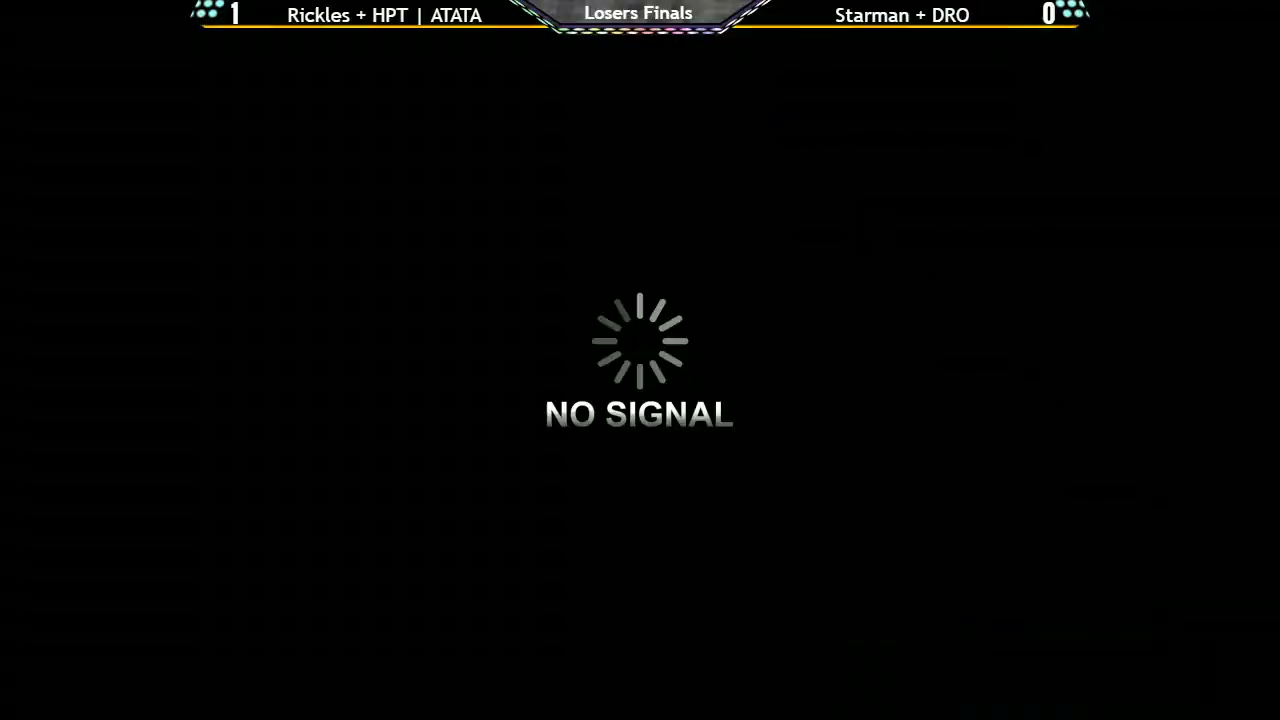 1 Rickles + HPT | ATATA Losers Finals Starman + DRO 0
NO SIGNAL